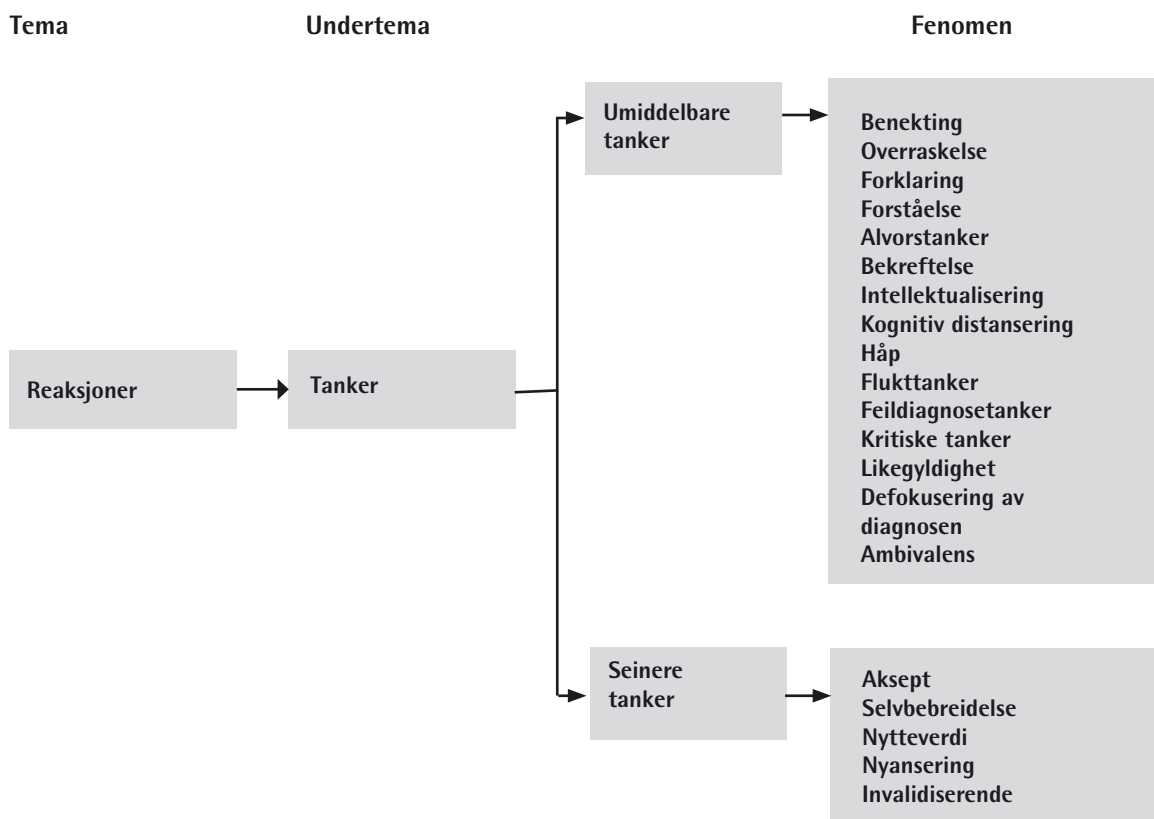 Tema
Undertema
Fenomen
Reaksjoner
Tanker
Umiddelbare
tanker
Benekting
Overraskelse
Forklaring
Forståelse
Alvorstanker
Bekreftelse
Intellektualisering
Kognitiv distansering
Håp
Flukttanker
Feildiagnosetanker
Kritiske tanker
Likegyldighet
Defokusering av
diagnosen
Ambivalens
Seinere
tanker
Aksept
Selvbebreidelse
Nytteverdi
Nyansering
Invalidiserende